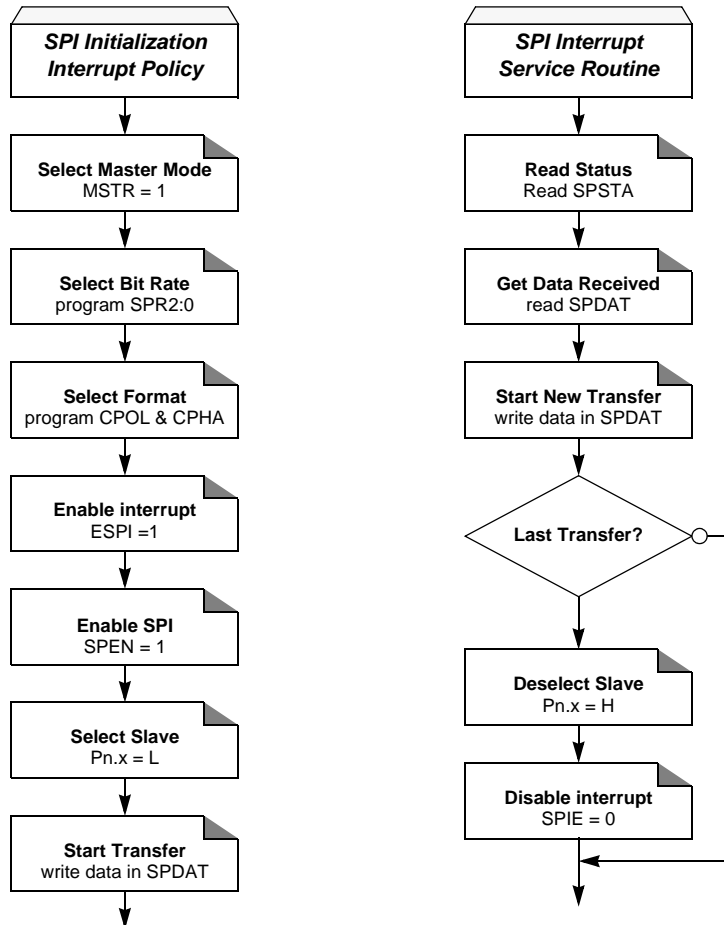 SPI Initialization
Interrupt Policy
Select Master Mode
MSTR = 1
Select Bit Rate
program SPR2:0
Select Format
program CPOL & CPHA
Enable interrupt
ESPI =1
Enable SPI
SPEN = 1
Select Slave
Pn.x = L
Start Transfer
write data in SPDAT
SPI Interrupt
Service Routine
Read Status
Read SPSTA
Get Data Received
read SPDAT
Start New Transfer
write data in SPDAT
Last Transfer?
Deselect Slave
Pn.x = H
Disable interrupt
SPIE = 0